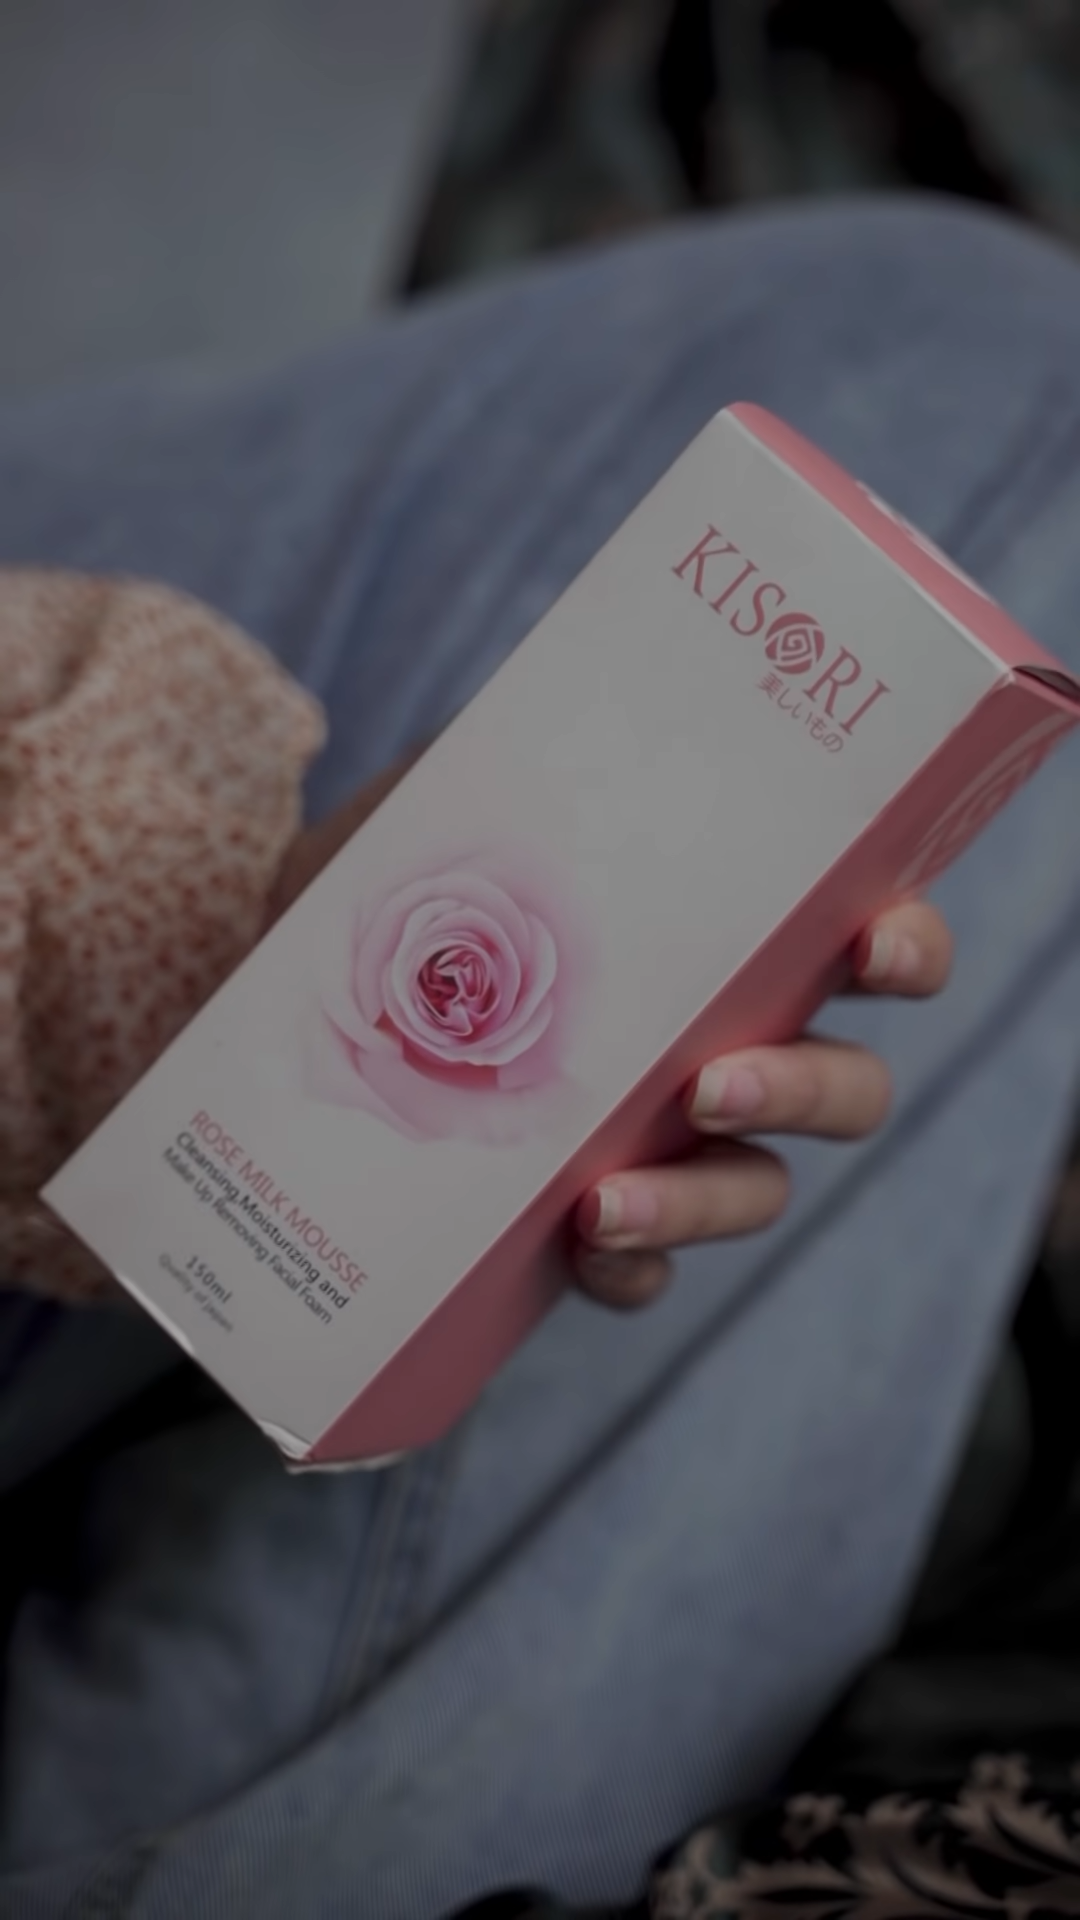 KISORI
美しいもの
ROSE MILK MOUSSE
Cleansing,Moisturizing and
Make Up Removing Facial Foam
150ml
Quality of Japan